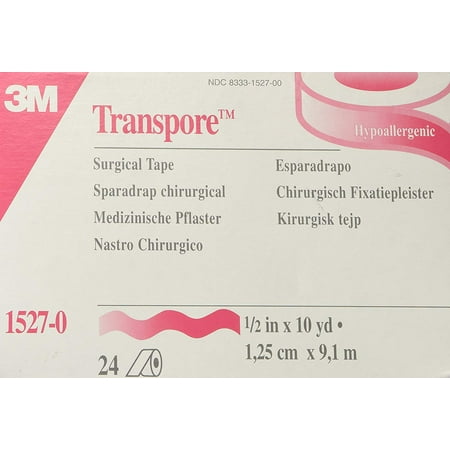 NDC 8333-1527-00
3M
Transpore™
Hypoallergenic
Surgical Tape
Esparadrapo
Sparadrap chirurgical
Chirurgisch Fixatiepleister
Medizinische Pflaster
Kirurgisk tejp
Nastro Chirurgico
1527-0
1/2 in x 10 yd •
24
1,25 cm x 9,1 m